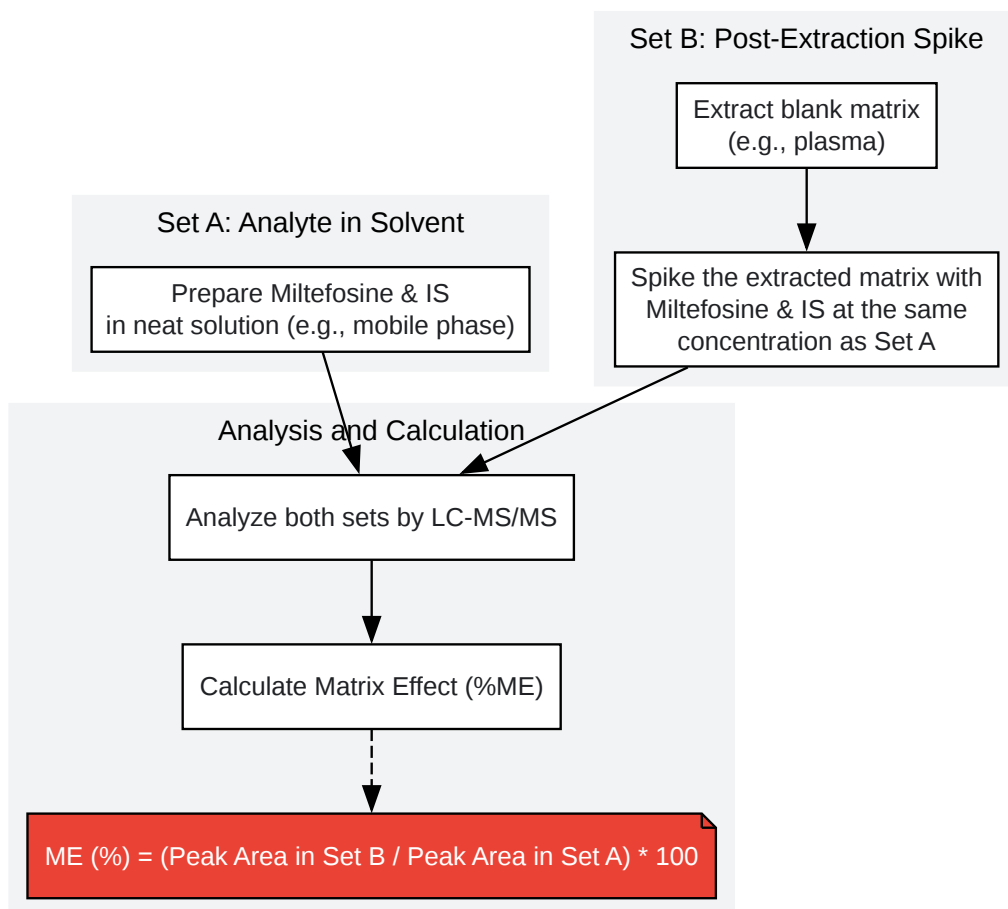 Set B: Post-Extraction Spike
Extract blank matrix
(e.g., plasma)
Set A: Analyte in Solvent
Prepare Miltefosine & IS
in neat solution (e.g., mobile phase)
Spike the extracted matrix with
Miltefosine & IS at the same
concentration as Set A
Analysis and Calculation
Analyze both sets by LC-MS/MS
Calculate Matrix Effect (%ME)
ME (%) = (Peak Area in Set B / Peak Area in Set A) * 100